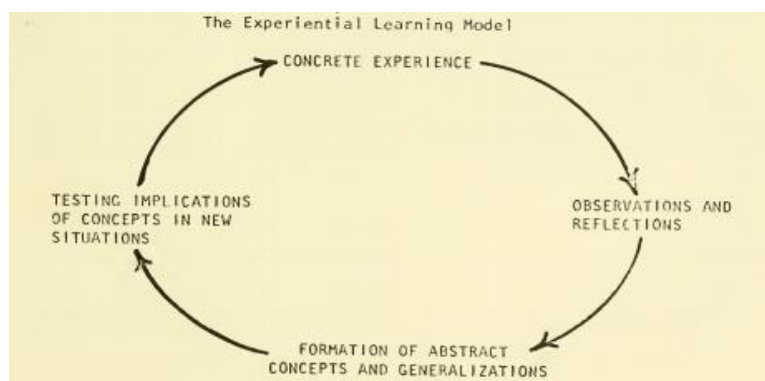 The Experiential Learning Model
CONCRETE EXPERIENCE
OBSERVATIONS AND
REFLECTIONS
FORMATION OF ABSTRACT
CONCEPTS AND GENERALIZATIONS
TESTING IMPLICATIONS
OF CONCEPTS IN NEW
SITUATIONS